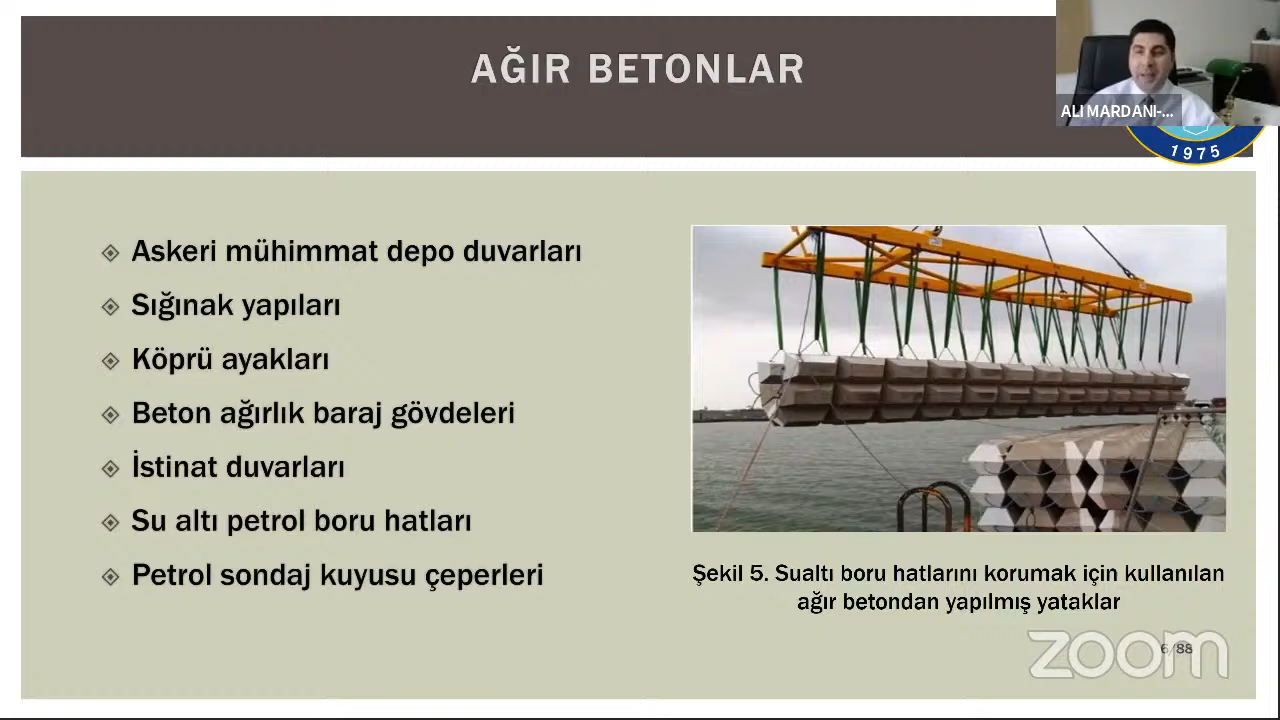 AĞIR BETONLAR
ALI MARDANI-...
1975
Askeri mühimmat depo duvarları
Sığınak yapıları
Köprü ayakları
Beton ağırlık baraj gövdeleri
İstinat duvarları
Su altı petrol boru hatları
Petrol sondaj kuyusu çeperleri
Şekil 5. Sualtı boru hatlarını korumak için kullanılan
ağır betondan yapılmış yataklar
6/88
zoom